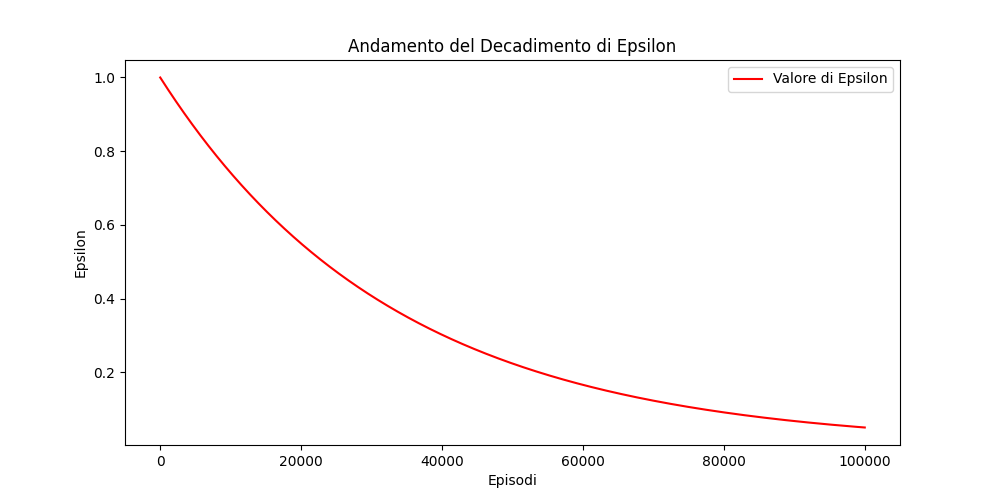 Andamento del Decadimento di Epsilon
Valore di Epsilon
1.0
0.8
0.6
0.4
0.2
Epsilon
0 20000 40000 60000 80000 100000
Episodi